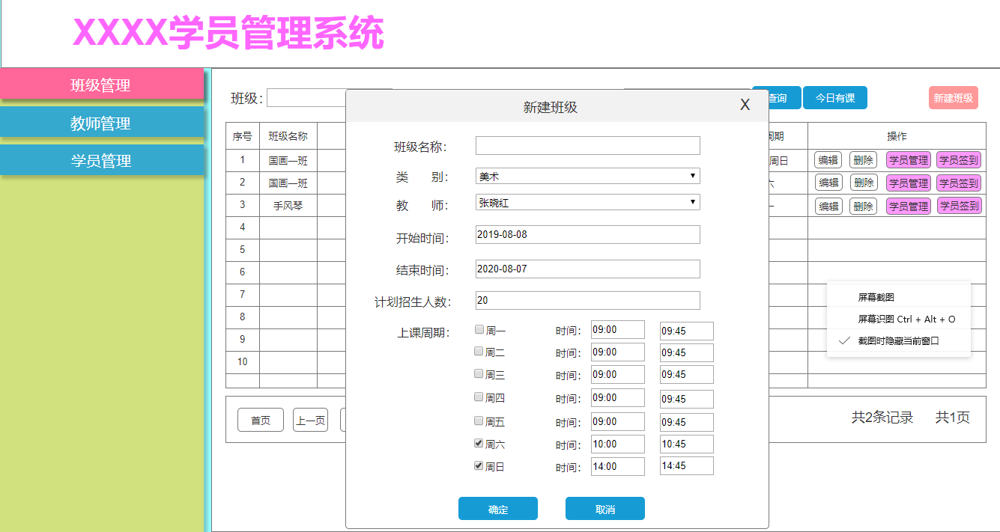 XXXX学员管理系统
班级管理
教师管理
学员管理
班级：
查询
今日有课
新建班级
序号 班级名称 周期 操作
1 国画一班 周日 编辑 删除 学员管理 学员签到
2 国画一班 六 编辑 删除 学员管理 学员签到
3 手风琴 一 编辑 删除 学员管理 学员签到
4
5
6
7
8
9
10
首页 上一页
共2条记录 共1页
新建班级 X
班级名称：
类 别： 美术
教 师： 张晓红
开始时间： 2019-08-08
结束时间： 2020-08-07
计划招生人数： 20
上课周期： 周一 时间： 09:00 09:45
周二 时间： 09:00 09:45
周三 时间： 09:00 09:45
周四 时间： 09:00 09:45
周五 时间： 09:00 09:45
周六 时间： 10:00 10:45
周日 时间： 14:00 14:45
确定 取消
屏幕截图
屏幕识图 Ctrl + Alt + O
截图时隐藏当前窗口